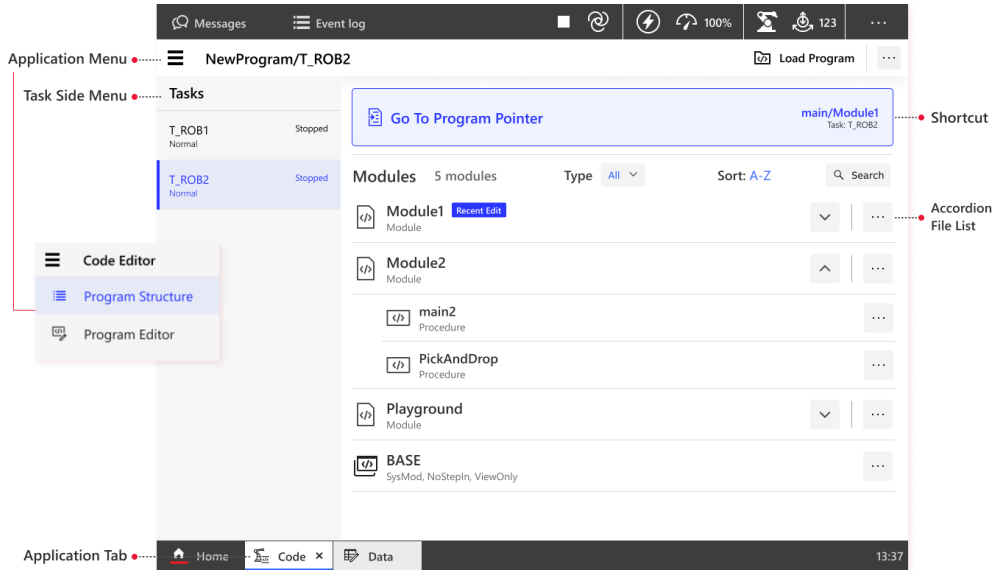 Messages
Event log
100%
123
...
Application Menu
NewProgram/T_ROB2
Load Program
...
Task Side Menu
Tasks
T_ROB1
Stopped
Normal
T_ROB2
Stopped
Normal
Go To Program Pointer
main/Module1
Task: T_ROB2
Shortcut
Modules
5 modules
Type
All
Sort: A-Z
Search
Module1
Recent Edit
Module
...
Accordion
File List
Code Editor
Program Structure
Program Editor
Module2
Module
...
main2
Procedure
...
PickAndDrop
Procedure
...
Playground
Module
...
BASE
SysMod, NoStepIn, ViewOnly
...
Application Tab
Home
Code
Data
13:37